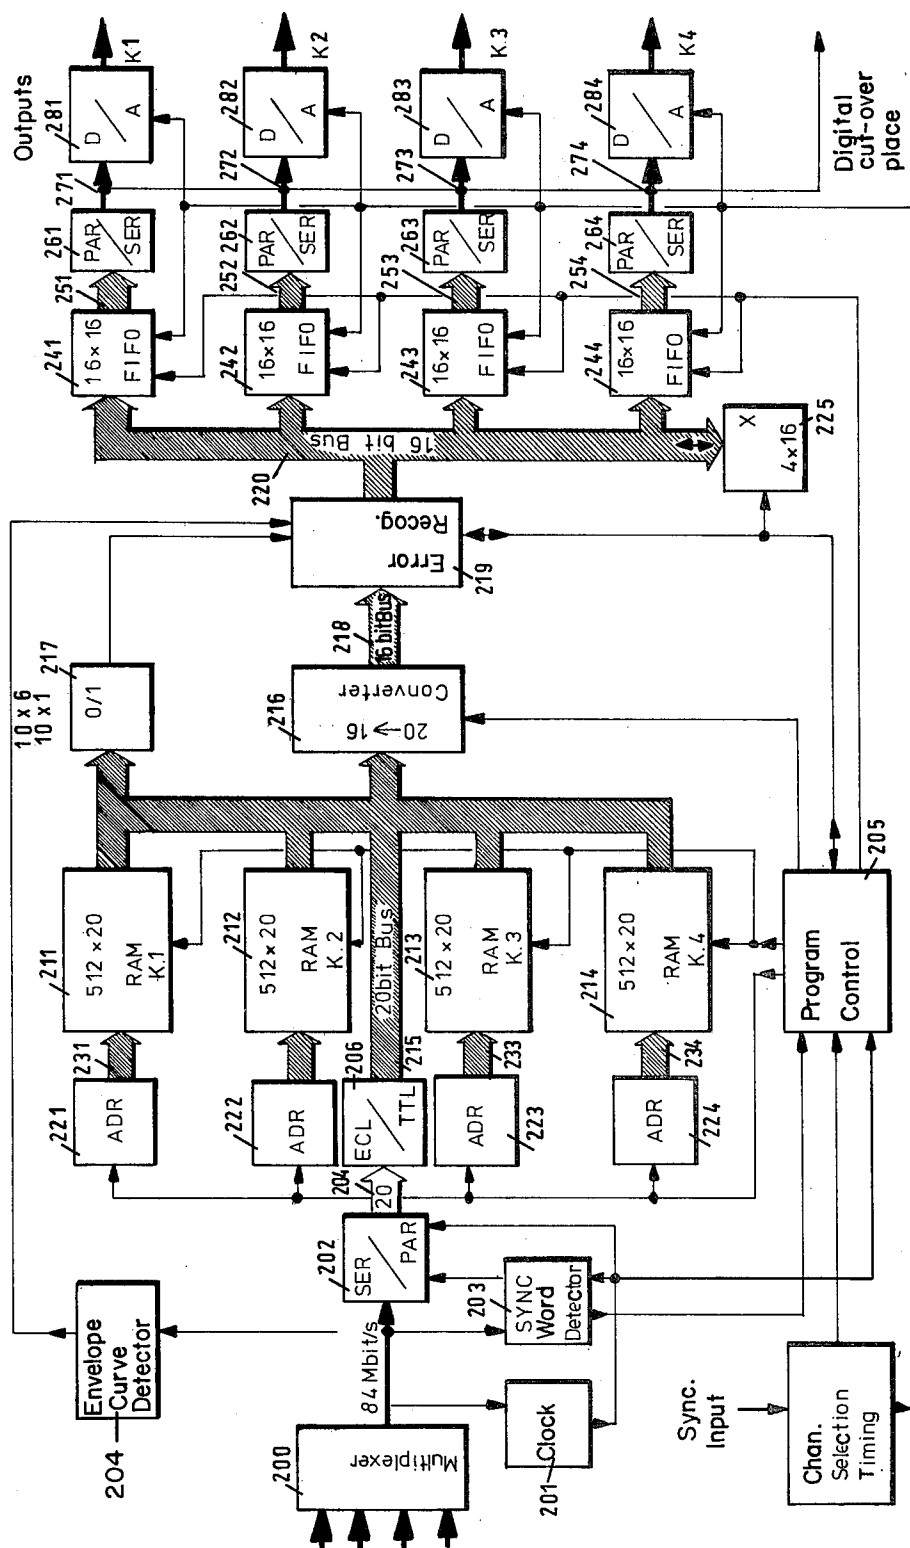 Outputs
281
D / A
K1
282
D / A
K2
283
D / A
K.3
284
D / A
K4
271
272
273
274
Digital
cut-over
place
261
PAR / SER
262
PAR / SER
263
PAR / SER
264
PAR / SER
251
252
253
254
241
16×16
FIFO
242
16×16
FIFO
243
16×16
FIFO
244
16×16
FIFO
220
16 bit Bus
X
4×16
225
Error
Recog.
219
218
16 bit Bus
10 x 6
10 x 1
217
0/1
216
20→16
Converter
211
512 x 20
RAM
K.1
212
512 x 20
RAM
K.2
20bit Bus
213
512 x 20
RAM
K.3
214
512 x 20
RAM
K.4
205
Program
Control
231
206
215
233
234
221
ADR
222
ADR
ECL / TTL
ADR
223
ADR
224
204
20
202
SER / PAR
203
SYNC
Word
Detector
Envelope
Curve
Detector
204
84 Mbit/s
200
Multiplexer
Clock
201
Sync.
Input
Chan.
Selection
Timing